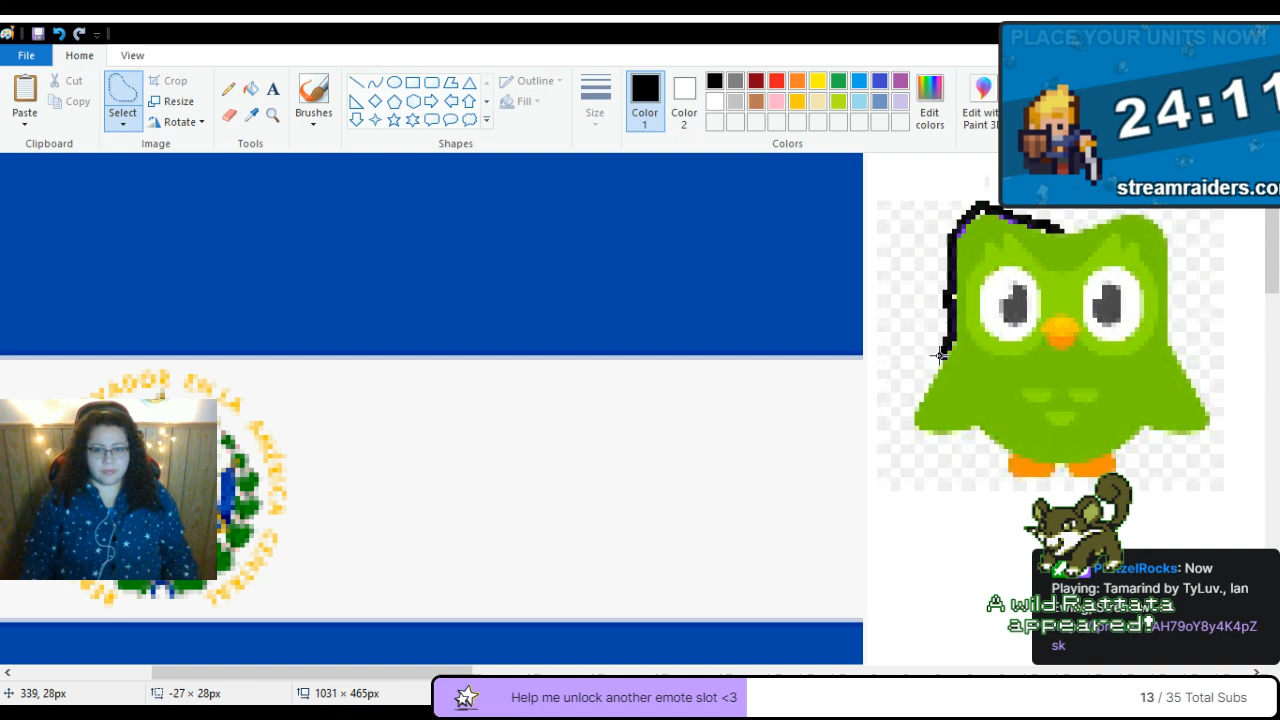 PLACE YOUR UNITS NOW!
File
Home
View
24:11
streamraiders.co
Paste
Cut
Copy
Select
Crop
Resize
Rotate
Brushes
Outline
Fill
Size
Color 1
Color 2
Edit colors
Edit with Paint 3D
Clipboard
Image
Tools
Shapes
Colors
Now
Playing: Tamarind by TyLuv., Ian
A wild Rattata
appeared!
AH79oY8y4K4pZ
sk
339, 28px
-27 × 28px
1031 × 465px
Help me unlock another emote slot <3
13 / 35 Total Subs